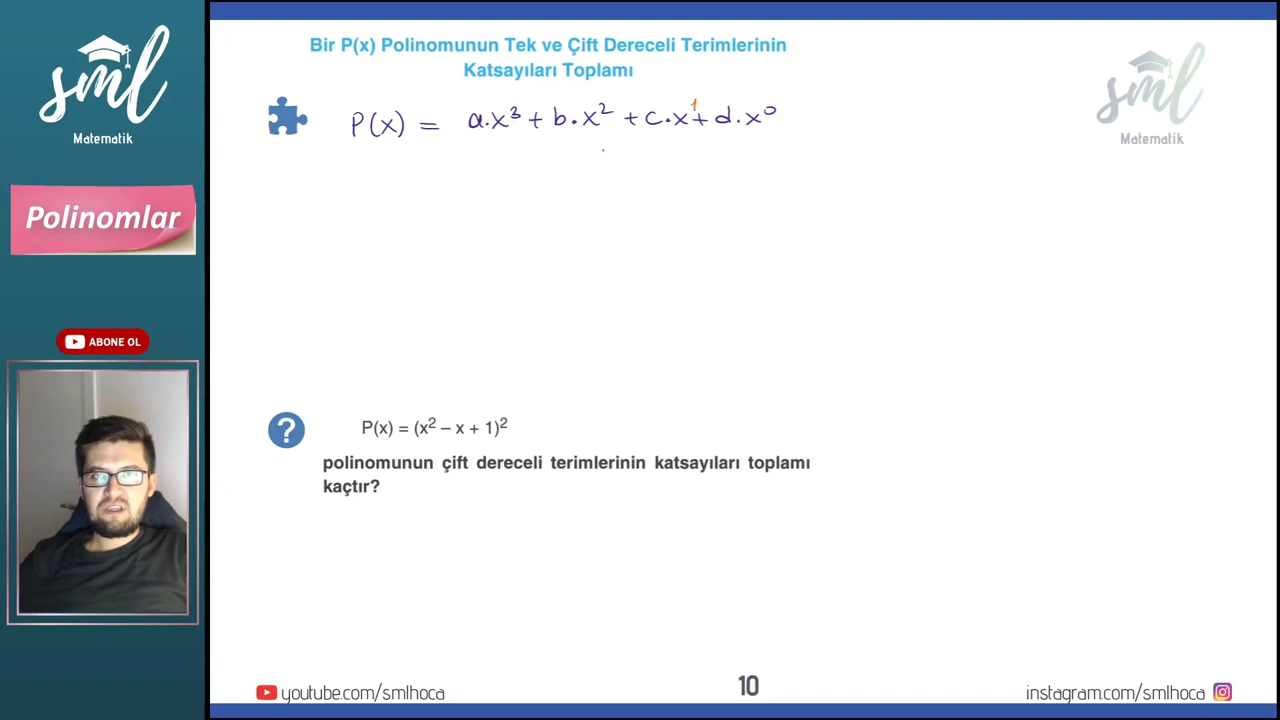 sml
Matematik
Polinomlar
ABONE OL
Bir P(x) Polinomunun Tek ve Çift Dereceli Terimlerinin
Katsayıları Toplamı
sml
Matematik
P(x) = a.x³ + b.x² + c.x¹ + d.x⁰
?
P(x) = (x² – x + 1)²
polinomunun çift dereceli terimlerinin katsayıları toplamı
kaçtır?
youtube.com/smlhoca
10
instagram.com/smlhoca